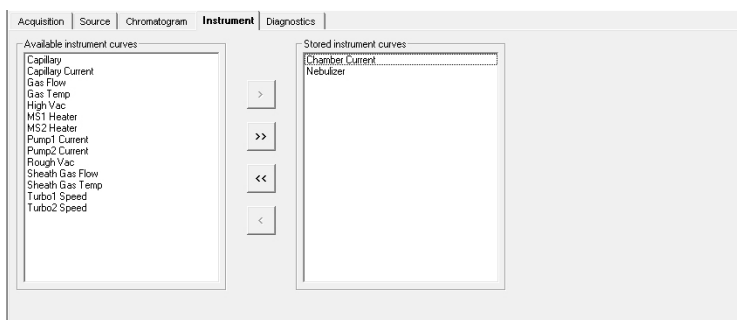 Acquisition Source Chromatogram Instrument Diagnostics
Available instrument curves
Capillary
Capillary Current
Gas Flow
Gas Temp
High Vac
MS1 Heater
MS2 Heater
Pump1 Current
Pump2 Current
Rough Vac
Sheath Gas Flow
Sheath Gas Temp
Turbo1 Speed
Turbo2 Speed
>
>>
<<
<
Stored instrument curves
Chamber Current
Nebulizer